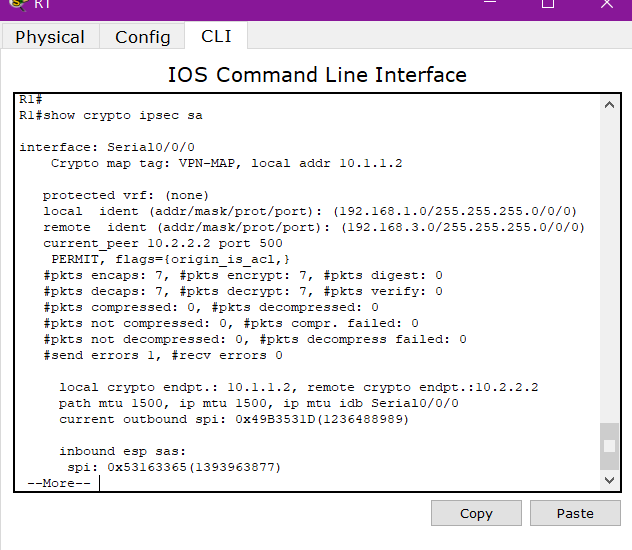 R1
Physical Config CLI
IOS Command Line Interface
R1#
R1#show crypto ipsec sa
interface: Serial0/0/0
Crypto map tag: VPN-MAP, local addr 10.1.1.2
protected vrf: (none)
local ident (addr/mask/prot/port): (192.168.1.0/255.255.255.0/0/0)
remote ident (addr/mask/prot/port): (192.168.3.0/255.255.255.0/0/0)
current_peer 10.2.2.2 port 500
PERMIT, flags={origin_is_acl,}
#pkts encaps: 7, #pkts encrypt: 7, #pkts digest: 0
#pkts decaps: 7, #pkts decrypt: 7, #pkts verify: 0
#pkts compressed: 0, #pkts decompressed: 0
#pkts not compressed: 0, #pkts compr. failed: 0
#pkts not decompressed: 0, #pkts decompress failed: 0
#send errors 1, #recv errors 0
local crypto endpt.: 10.1.1.2, remote crypto endpt.:10.2.2.2
path mtu 1500, ip mtu 1500, ip mtu idb Serial0/0/0
current outbound spi: 0x49B3531D(1236488989)
inbound esp sas:
spi: 0x53163365(1393963877)
--More--
Copy Paste